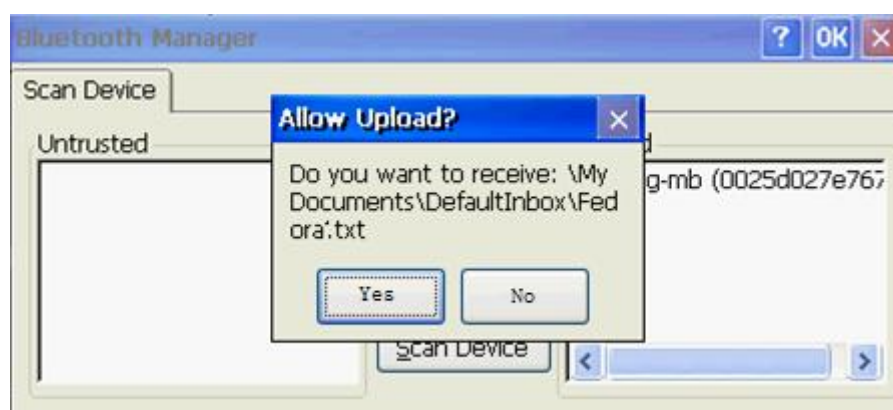 Bluetooth Manager
? OK
Scan Device
Untrusted
Allow Upload?
Do you want to receive: \My
Documents\DefaultInbox\Fed
ora'.txt
g-mb (0025d027e767
Yes
No
Scan Device